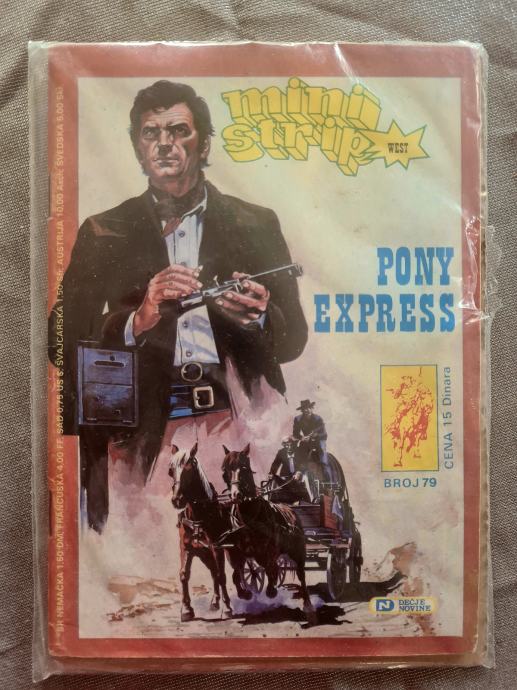 mini
strip
WEST
PONY
EXPRESS
CENA 15 Dinara
BROJ 79
DEČJE
NOVINE
SR NEMAČKA 1.50 DM, FRANCUSKA 4.00 FF, SAD 0,75 US $, ŠVAJCARSKA 1.50 SF, AUSTRIJA 10.00 Asch, ŠVEDSKA 5.00 Skr